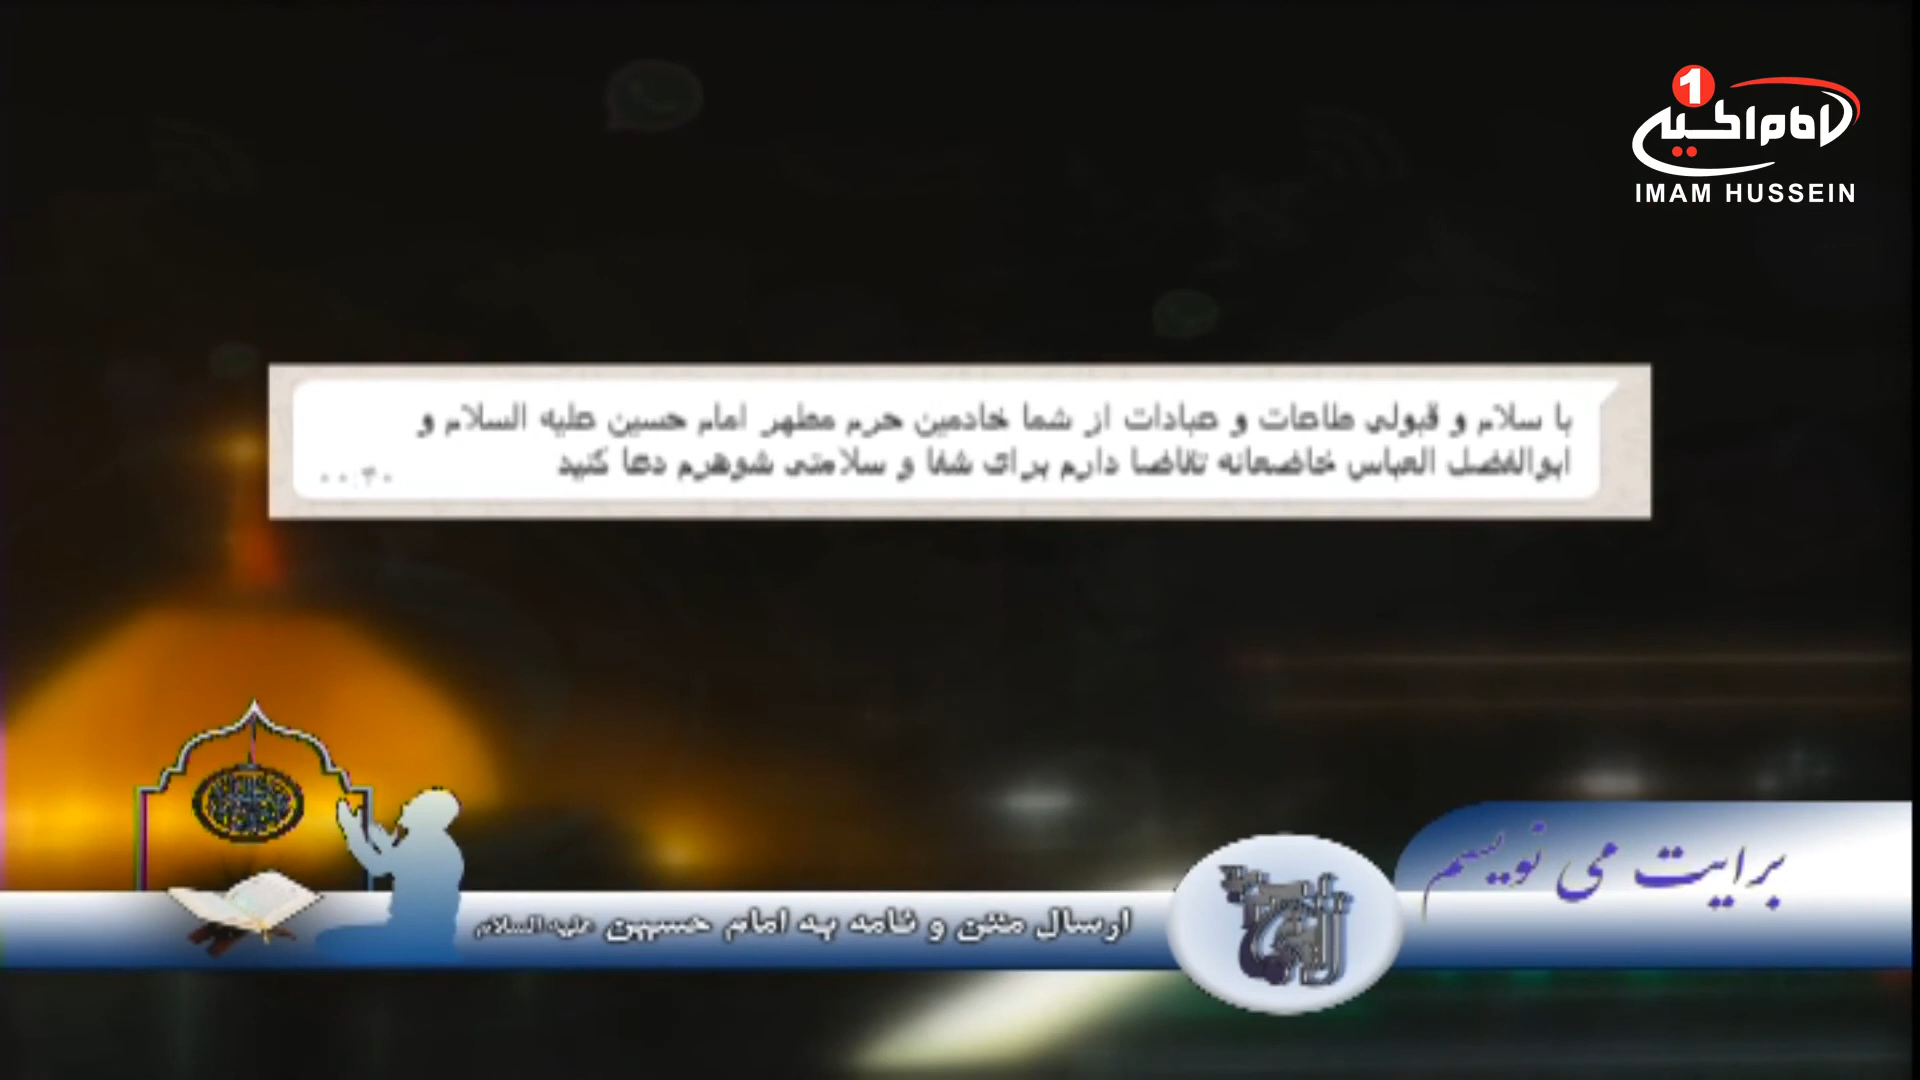 1
امام حسین
IMAM HUSSEIN
با سلام و قبولی طاعات و عبادات از شما خادمین حرم مطهر امام حسین علیه السلام و
ابوالفضل العباس خاضعانه تقاضا دارم برای شفا و سلامتی شوهرم دعا کنید
برایت می نویسم
ارسال متن و نامه به امام حسین علیه السلام